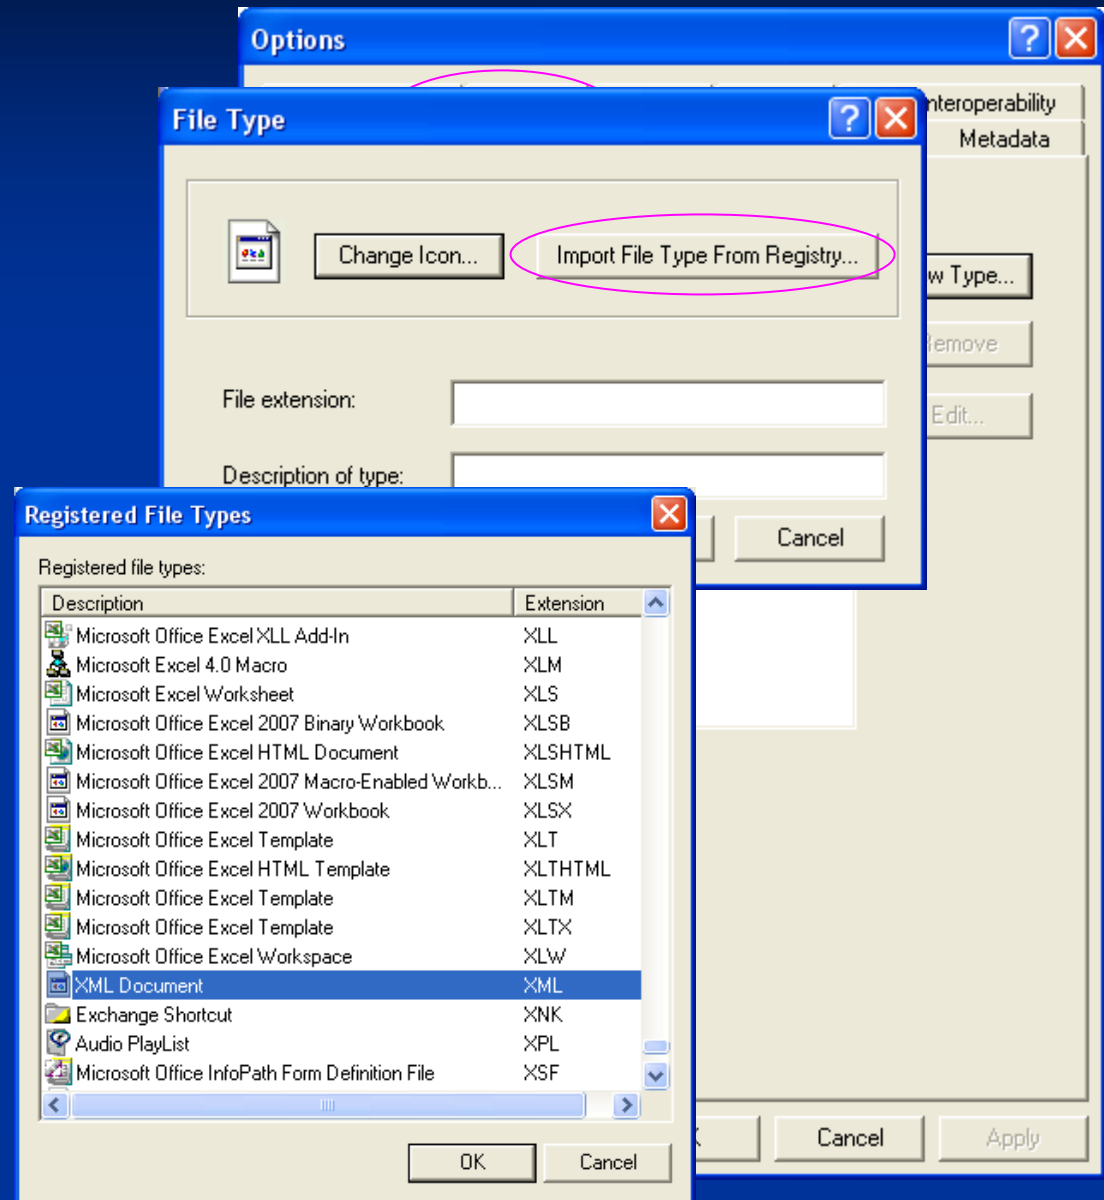 Options
nteroperability
Metadata
File Type
Change Icon...
Import File Type From Registry...
w Type...
Remove
File extension:
Edit...
Description of type:
Cancel
Registered File Types
Registered file types:
Description Extension
Microsoft Office Excel XLL Add-In XLL
Microsoft Excel 4.0 Macro XLM
Microsoft Excel Worksheet XLS
Microsoft Office Excel 2007 Binary Workbook XLSB
Microsoft Office Excel HTML Document XLSHTML
Microsoft Office Excel 2007 Macro-Enabled Workb... XLSM
Microsoft Office Excel 2007 Workbook XLSX
Microsoft Office Excel Template XLT
Microsoft Office Excel HTML Template XLTHTML
Microsoft Office Excel Template XLTM
Microsoft Office Excel Template XLTX
Microsoft Office Excel Workspace XLW
XML Document XML
Exchange Shortcut XNK
Audio PlayList XPL
Microsoft Office InfoPath Form Definition File XSF
Cancel
Apply
OK
Cancel